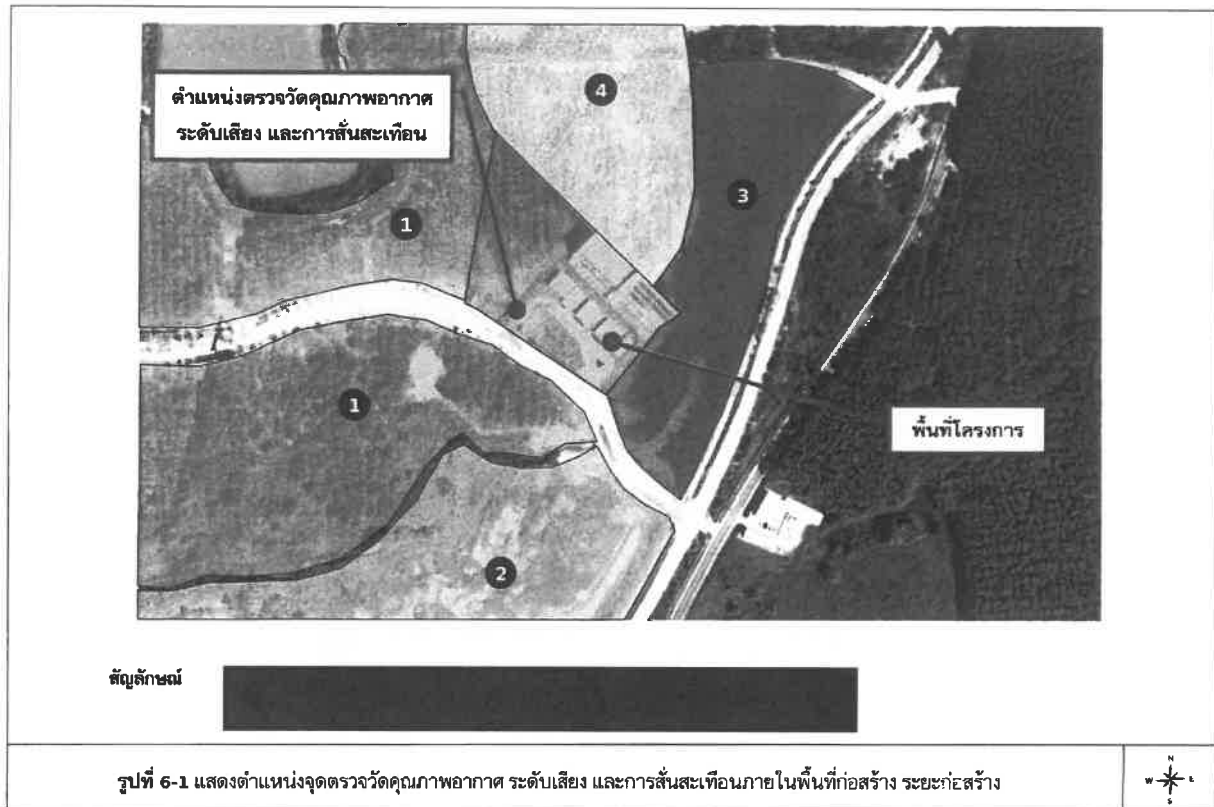 ตำแหน่งตรวจวัดคุณภาพอากาศ
ระดับเสียง และการสั่นสะเทือน
4
3
1
1
พื้นที่โครงการ
2
สัญลักษณ์
รูปที่ 6-1 แสดงตำแหน่งจุดตรวจวัดคุณภาพอากาศ ระดับเสียง และการสั่นสะเทือนภายในพื้นที่ก่อสร้าง ระยะก่อสร้าง
N
W E
S